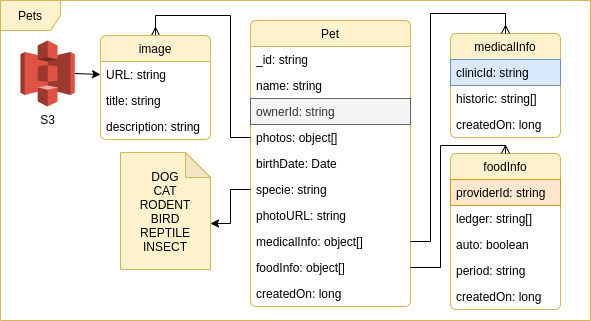 Pets
S3
image
URL: string
title: string
description: string
DOG
CAT
RODENT
BIRD
REPTILE
INSECT
Pet
_id: string
name: string
ownerId: string
photos: object[]
birthDate: Date
specie: string
photoURL: string
medicalInfo: object[]
foodInfo: object[]
createdOn: long
medicalInfo
clinicId: string
historic: string[]
createdOn: long
foodInfo
providerId: string
ledger: string[]
auto: boolean
period: string
createdOn: long